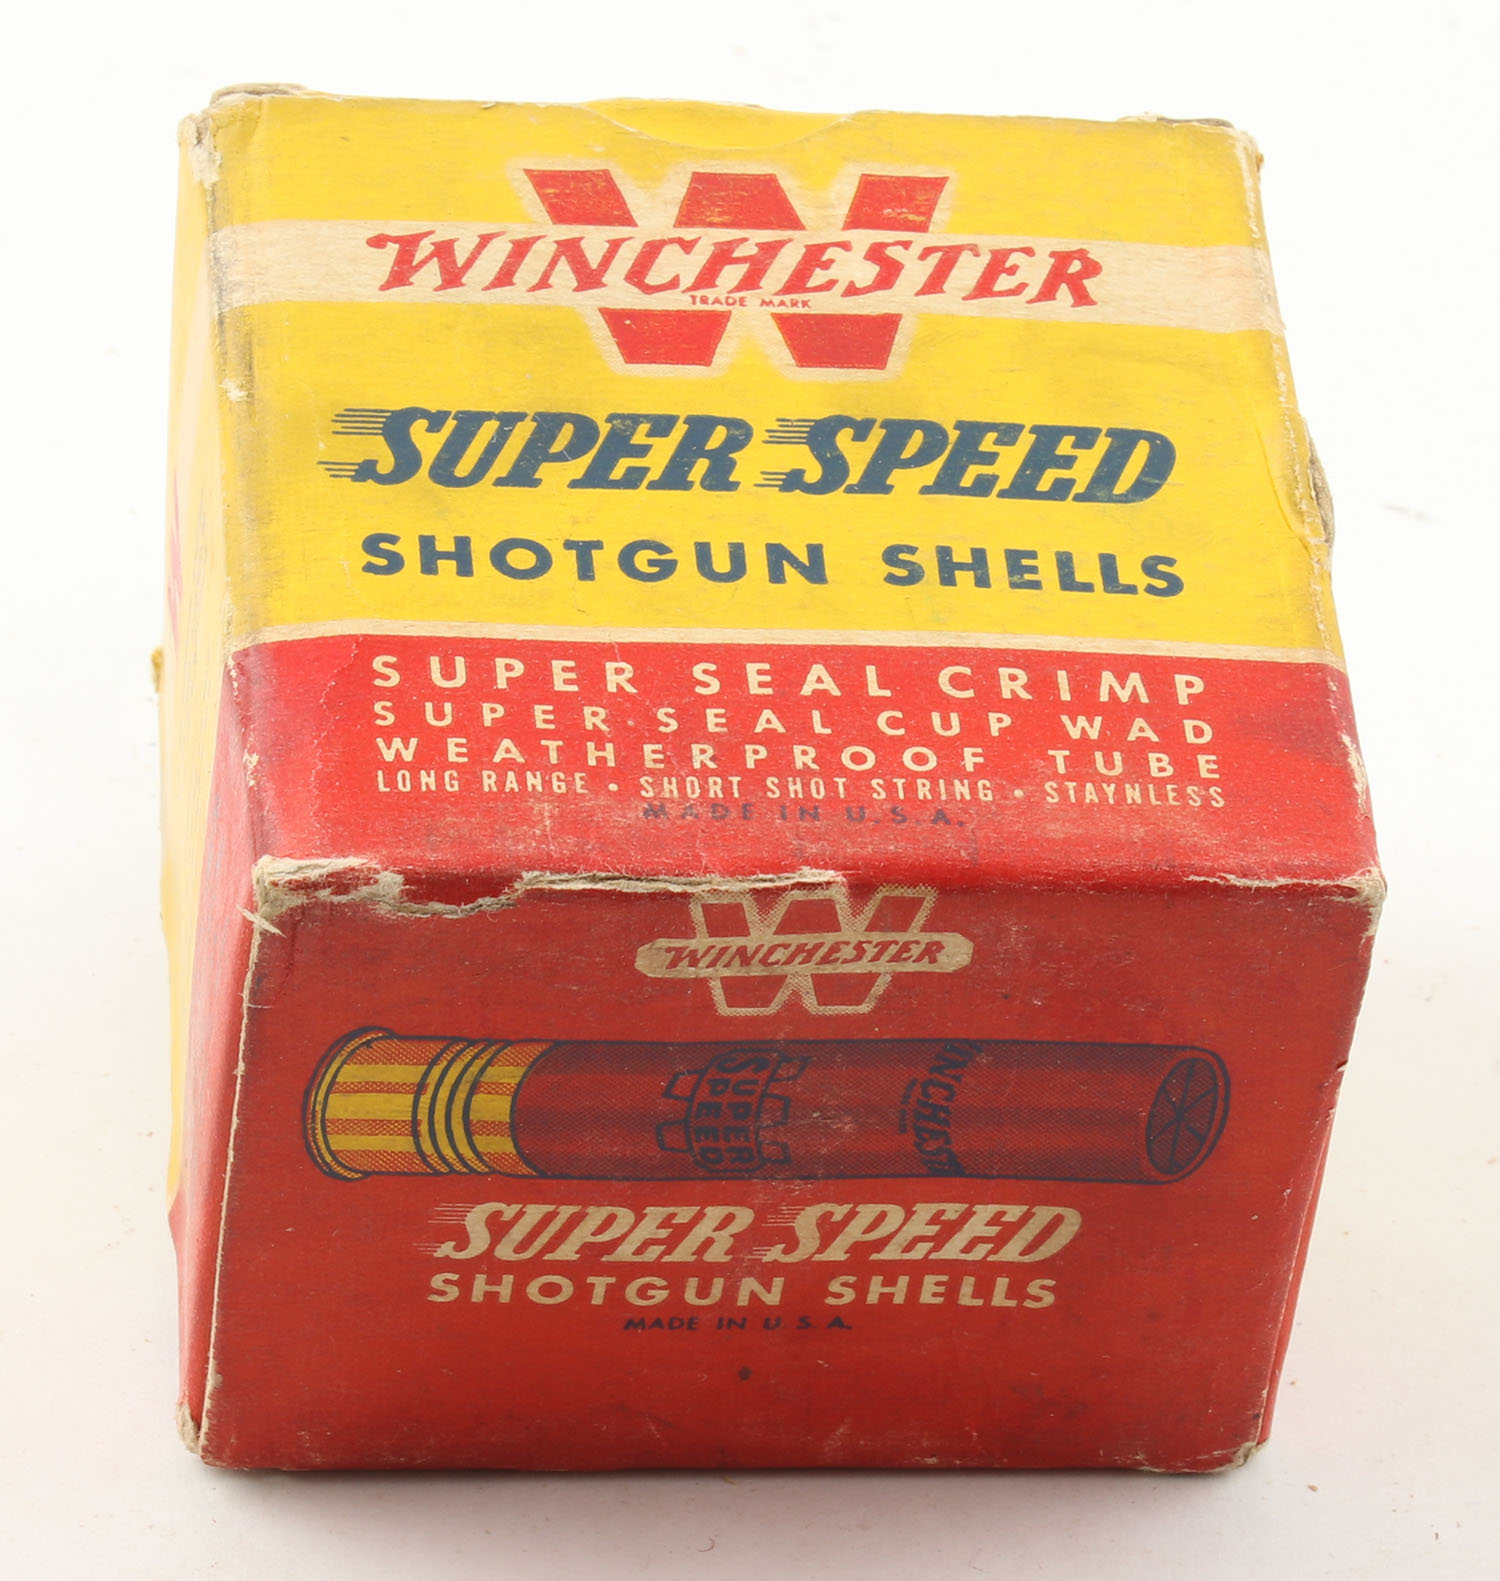 WINCHESTER
TRADE MARK
SUPER SPEED
SHOTGUN SHELLS
SUPER SEAL CRIMP
SUPER SEAL CUP WAD
WEATHERPROOF TUBE
LONG RANGE • SHORT SHOT STRING • STAYNLESS
MADE IN U.S.A.
WINCHESTER
SUPER
SPEED
WINCHESTER
SUPER SPEED
SHOTGUN SHELLS
MADE IN U.S.A.